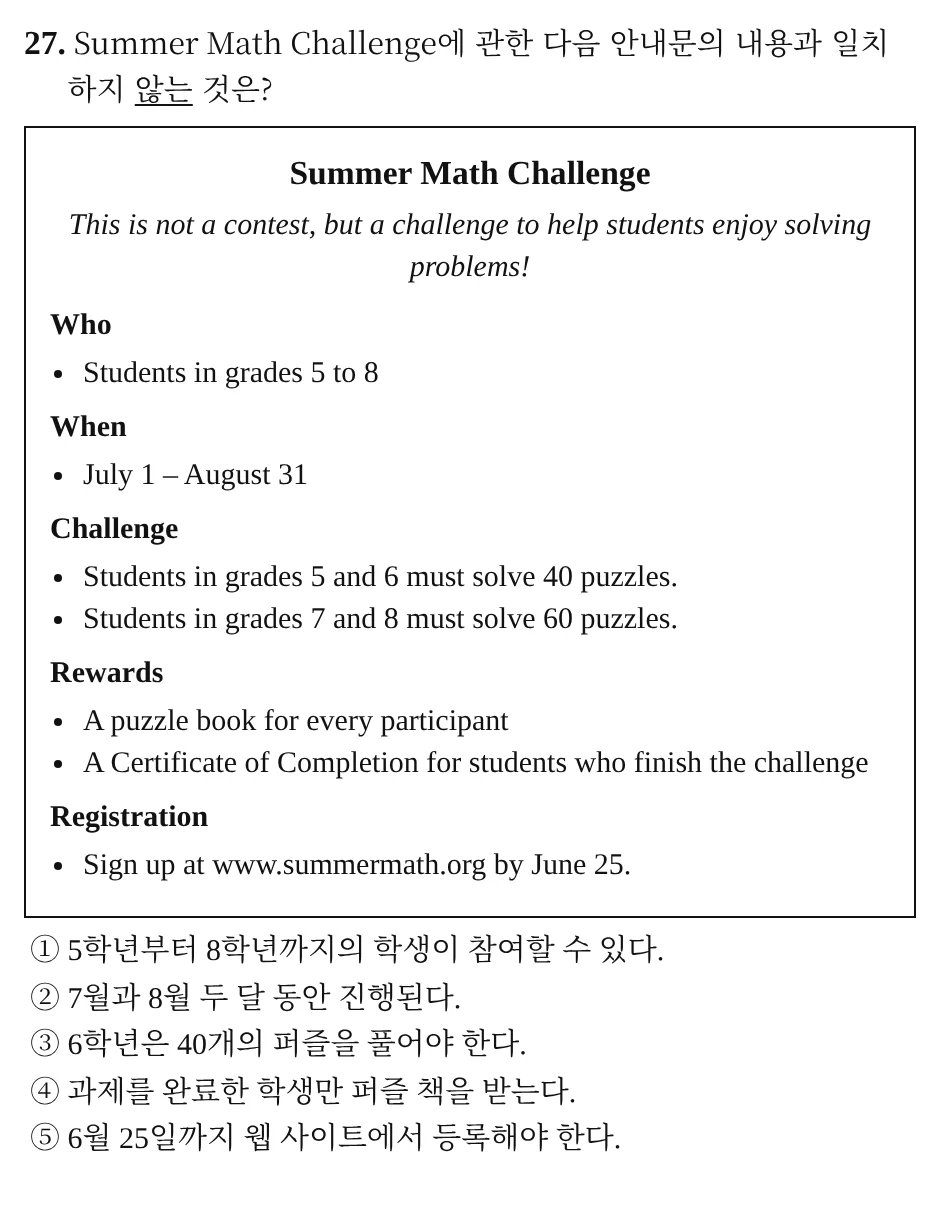 27. Summer Math Challenge에 관한 다음 안내문의 내용과 일치
하지 않는 것은?
Summer Math Challenge
This is not a contest, but a challenge to help students enjoy solving
problems!
Who
• Students in grades 5 to 8
When
• July 1 – August 31
Challenge
• Students in grades 5 and 6 must solve 40 puzzles.
• Students in grades 7 and 8 must solve 60 puzzles.
Rewards
• A puzzle book for every participant
• A Certificate of Completion for students who finish the challenge
Registration
• Sign up at www.summermath.org by June 25.
① 5학년부터 8학년까지의 학생이 참여할 수 있다.
② 7월과 8월 두 달 동안 진행된다.
③ 6학년은 40개의 퍼즐을 풀어야 한다.
④ 과제를 완료한 학생만 퍼즐 책을 받는다.
⑤ 6월 25일까지 웹 사이트에서 등록해야 한다.